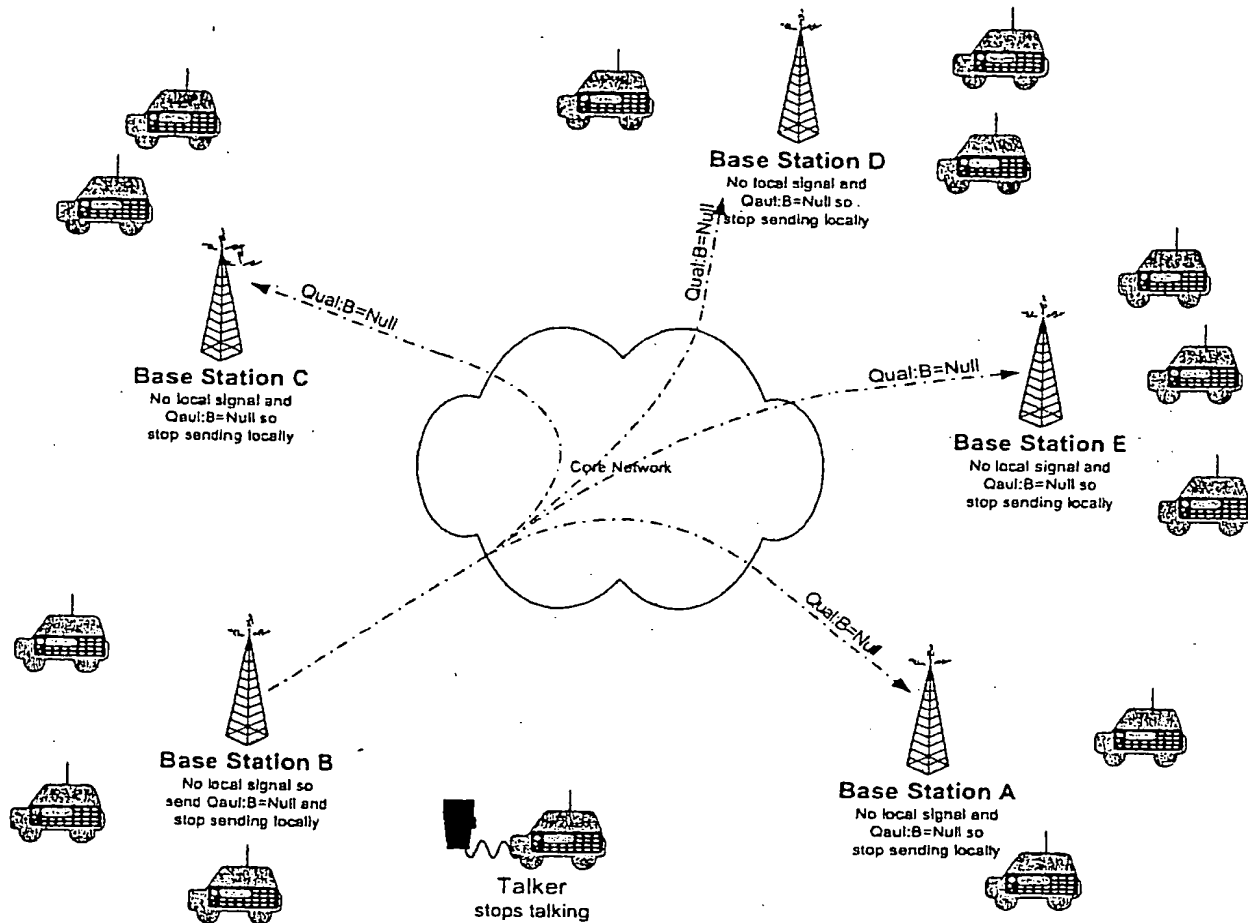 Base Station D
No local signal and
Qaul:B=Null so
stop sending locally
Qual:B=Null
Qual:B=Null
Base Station C
No local signal and
Qaul:B=Null so
stop sending locally
Qual:B=Null
Base Station E
No local signal and
Qaul:B=Null so
stop sending locally
Core Network
Qual:B=Null
Base Station B
No local signal so
send Qaul:B=Null and
stop sending locally
Base Station A
No local signal and
Qaul:B=Null so
stop sending locally
Talker
stops talking